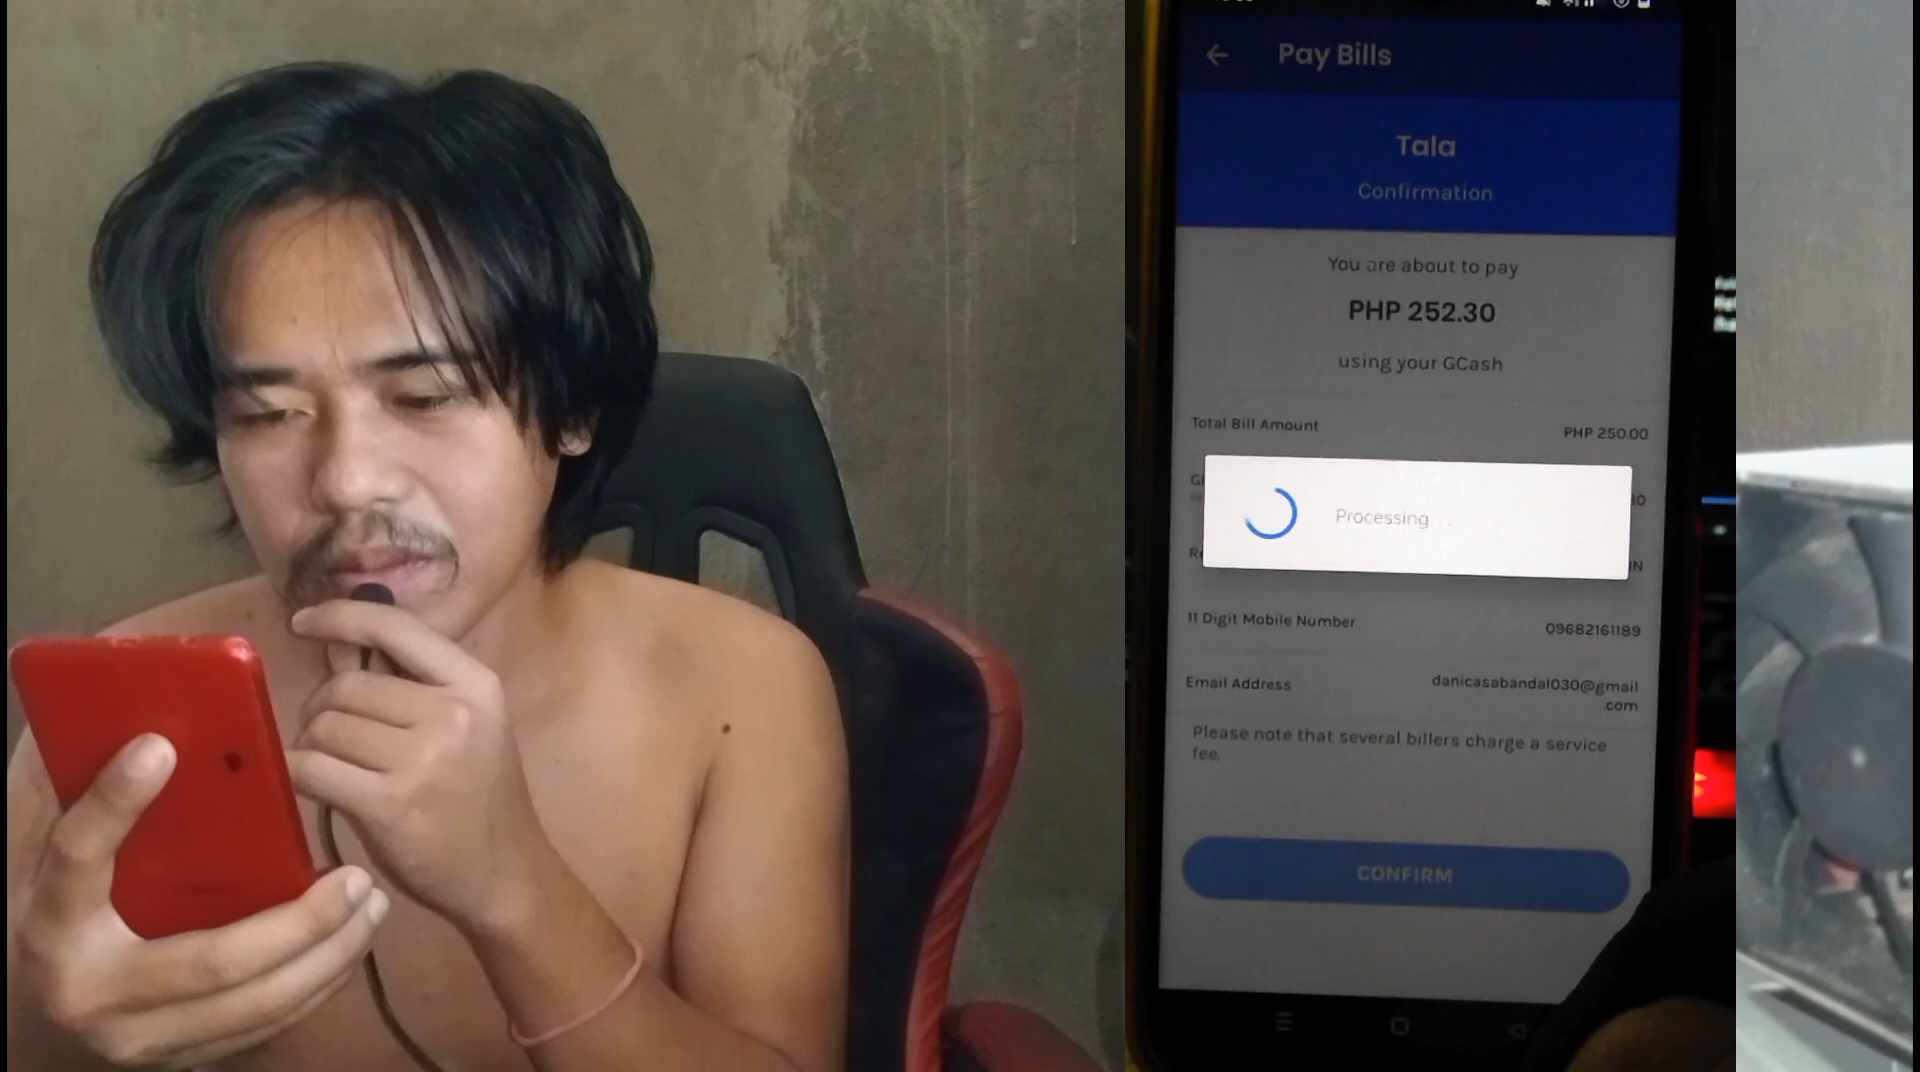 Pay Bills
Tala
Confirmation
You are about to pay
PHP 252.30
using your GCash
Total Bill Amount
PHP 250.00
Processing...
11 Digit Mobile Number
09682161189
Email Address
danicasabandal030@gmail
.com
Please note that several billers charge a service
fee.
CONFIRM